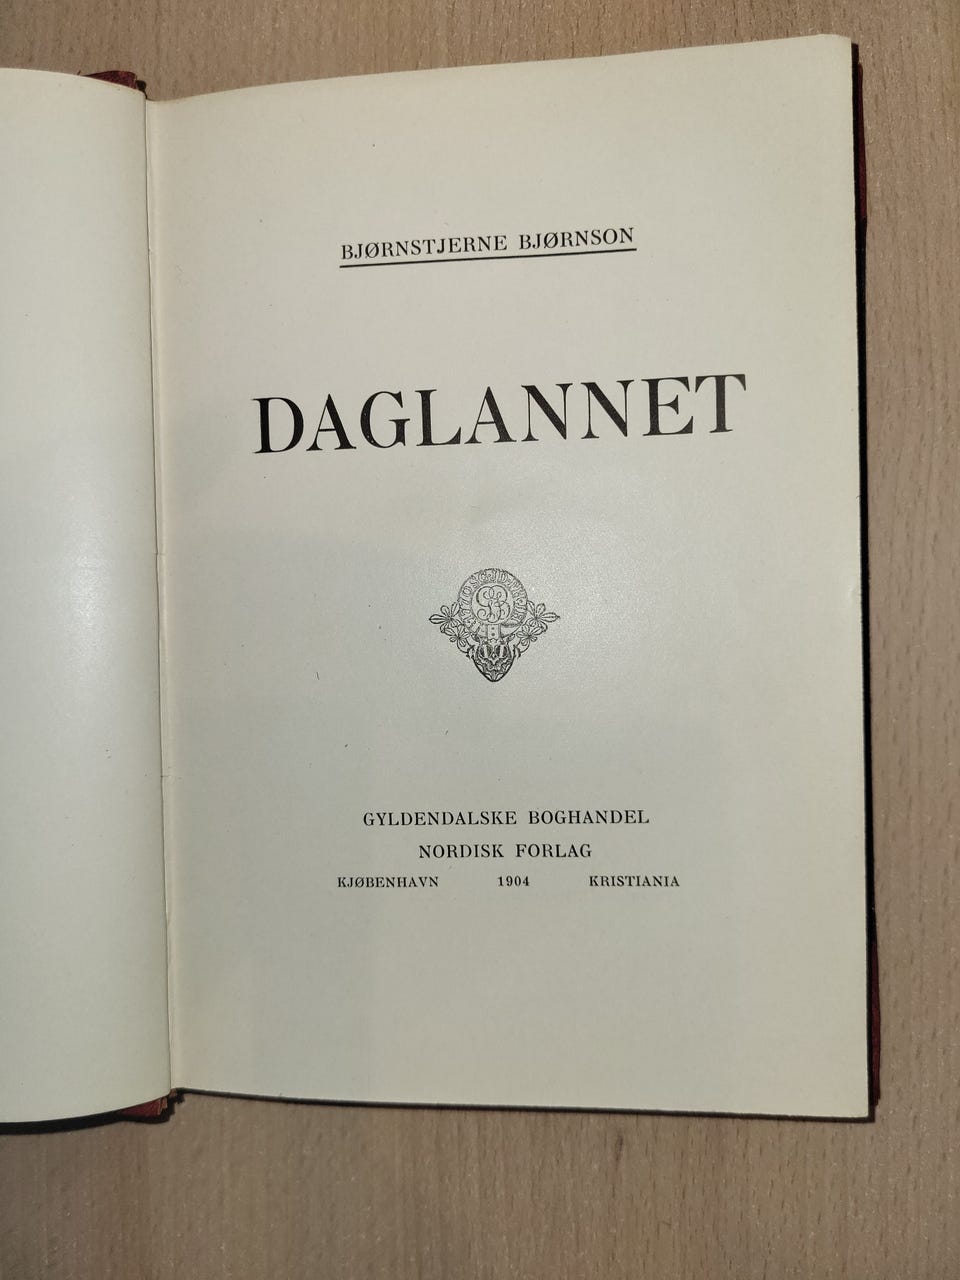 BJØRNSTJERNE BJØRNSON
DAGLANNET
GYLDENDALSKE BOGHANDEL
NORDISK FORLAG
KJØBENHAVN 1904 KRISTIANIA